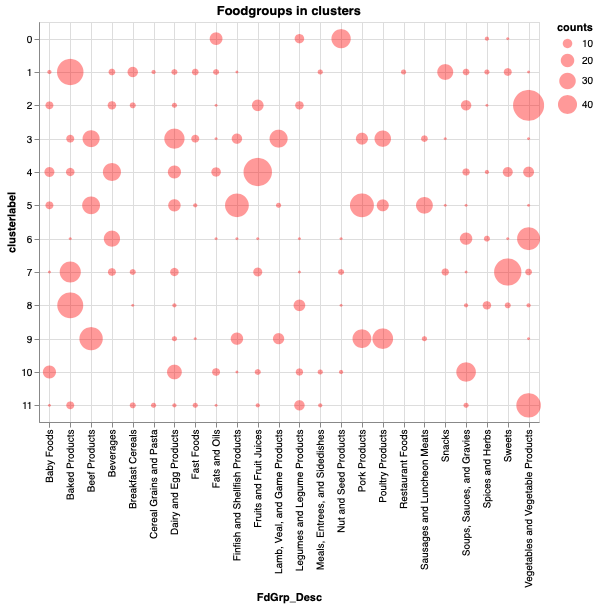 Foodgroups in clusters
counts
10
20
30
40
clusterlabel
0
1
2
3
4
5
6
7
8
9
10
11
Baby Foods
Baked Products
Beef Products
Beverages
Breakfast Cereals
Cereal Grains and Pasta
Dairy and Egg Products
Fast Foods
Fats and Oils
Finfish and Shellfish Products
Fruits and Fruit Juices
Lamb, Veal, and Game Products
Legumes and Legume Products
Meals, Entrees, and Sidedishes
Nut and Seed Products
Pork Products
Poultry Products
Restaurant Foods
Sausages and Luncheon Meats
Snacks
Soups, Sauces, and Gravies
Spices and Herbs
Sweets
Vegetables and Vegetable Products
FdGrp_Desc